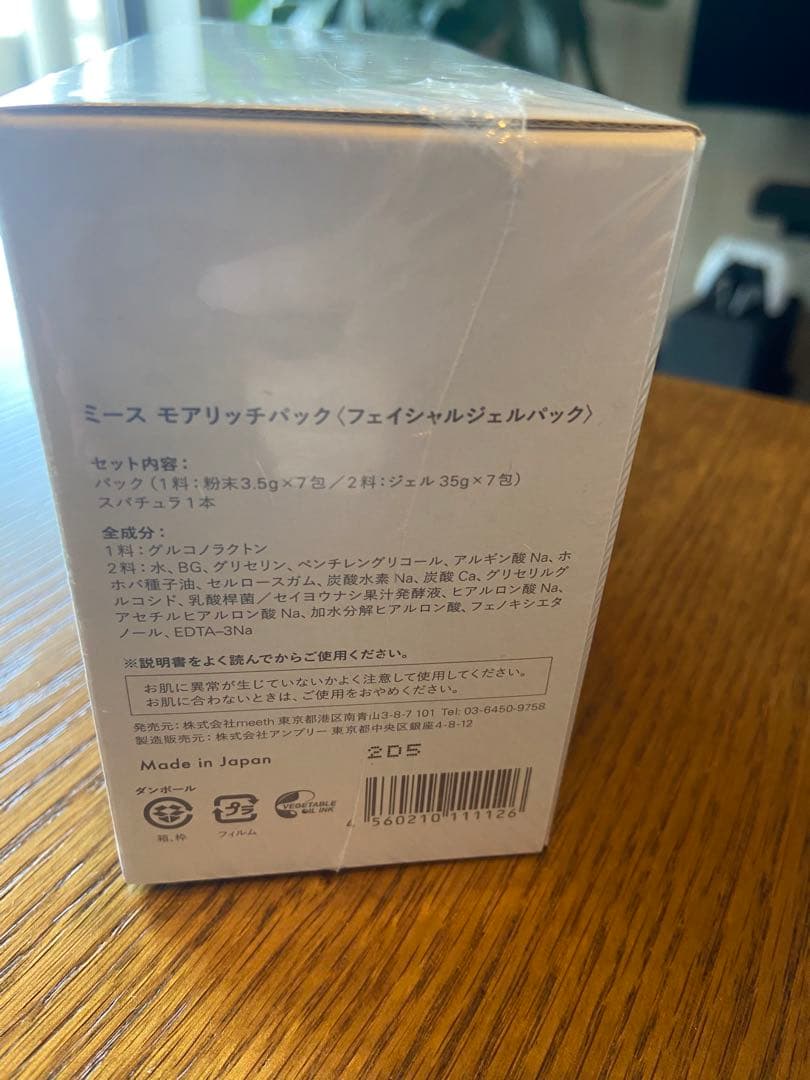 ミース モアリッチパック〈フェイシャルジェルパック〉
セット内容：
パック（1料：粉末3.5g×7包／2料：ジェル 35g×7包）
スパチュラ1本
全成分：
1料：グルコノラクトン
2料：水、BG、グリセリン、ペンチレングリコール、アルギン酸Na、ホ
ホバ種子油、セルロースガム、炭酸水素Na、炭酸Ca、グリセリルグ
ルコシド、乳酸桿菌／セイヨウナシ果汁発酵液、ヒアルロン酸Na、
アセチルヒアルロン酸Na、加水分解ヒアルロン酸、フェノキシエタ
ノール、EDTA–3Na
※説明書をよく読んでからご使用ください。
お肌に異常が生じていないかよく注意して使用してください。
お肌に合わないときは、ご使用をおやめください。
発売元：株式会社meeth 東京都港区南青山3-8-7 101 Tel: 03-6450-9758
製造販売元：株式会社アンプリー 東京都中央区銀座4-8-12
2D5
Made in Japan
ダンボール
箱、枠
プラ
フィルム
VEGETABLE
OIL INK
4 560210 111126